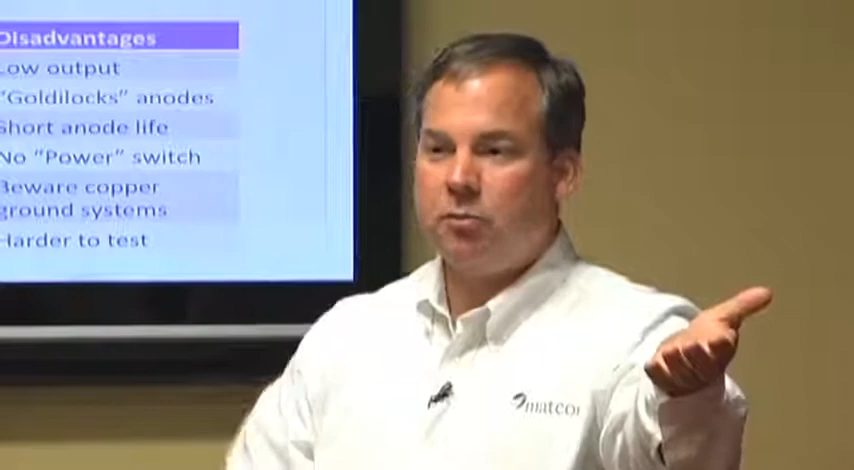 Disadvantages
Low output
"Goldilocks" anodes
Short anode life
No "Power" switch
Beware copper
ground systems
Harder to test
matcor